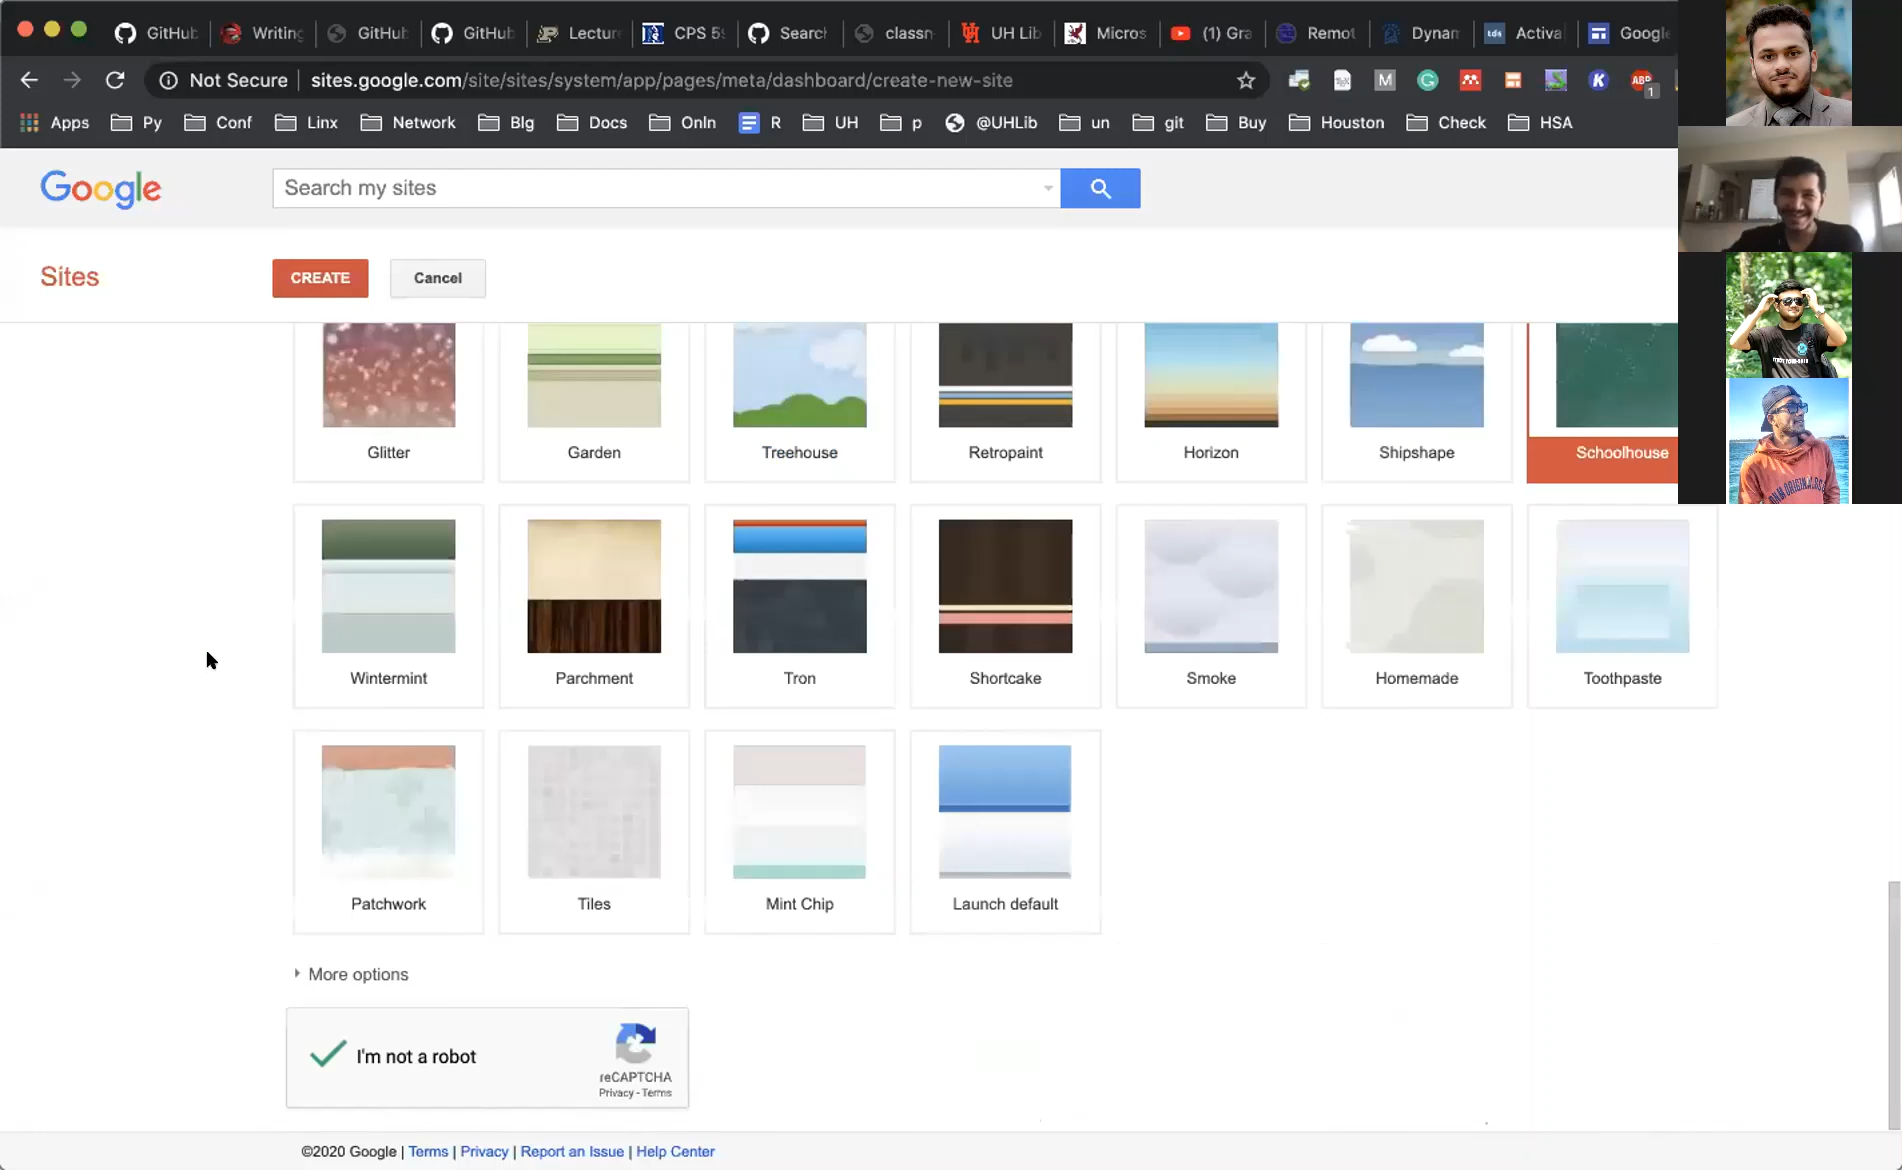 GitHub Writing GitHub GitHub Lecture CPS Search classr UH Lib Micros (1) Gra Remot Dynam Activa Google
Not Secure | sites.google.com/site/sites/system/app/pages/meta/dashboard/create-new-site
M G K ABP 1
Apps Py Conf Linx Network Blg Docs Onln R UH p @UHLib un git Buy Houston Check HSA
Google Search my sites
Sites CREATE Cancel
Glitter Garden Treehouse Retropaint Horizon Shipshape Schoolhouse
Wintermint Parchment Tron Shortcake Smoke Homemade Toothpaste
Patchwork Tiles Mint Chip Launch default
More options
I'm not a robot
reCAPTCHA
Privacy - Terms
©2020 Google | Terms | Privacy | Report an Issue | Help Center